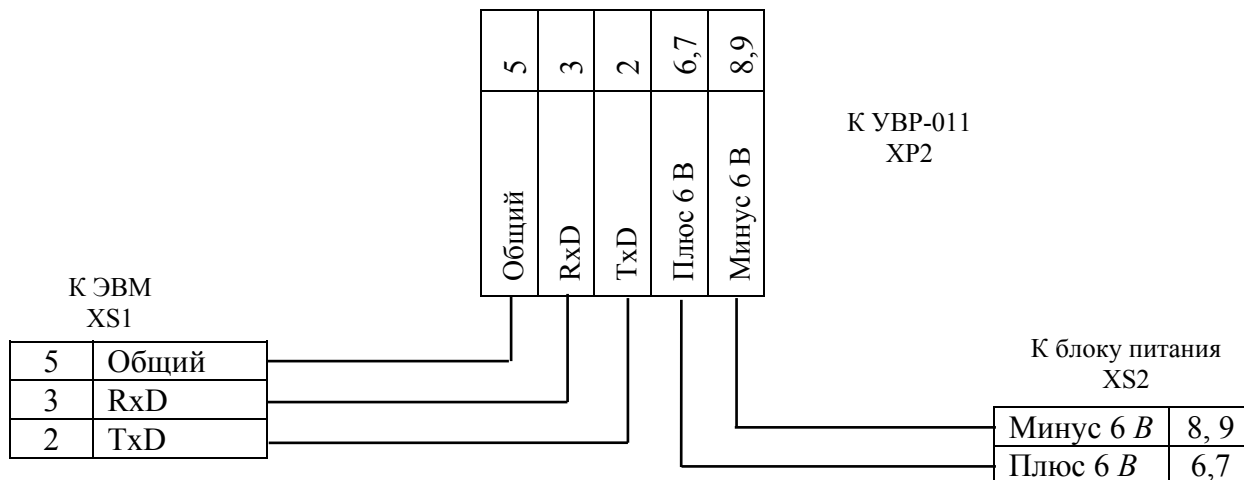 5 3 2 6,7 8,9
Общий RxD TxD Плюс 6 В Минус 6 В
К УВР-011
XP2
К ЭВМ
XS1
5 Общий
3 RxD
2 TxD
К блоку питания
XS2
Минус 6 В 8, 9
Плюс 6 В 6,7